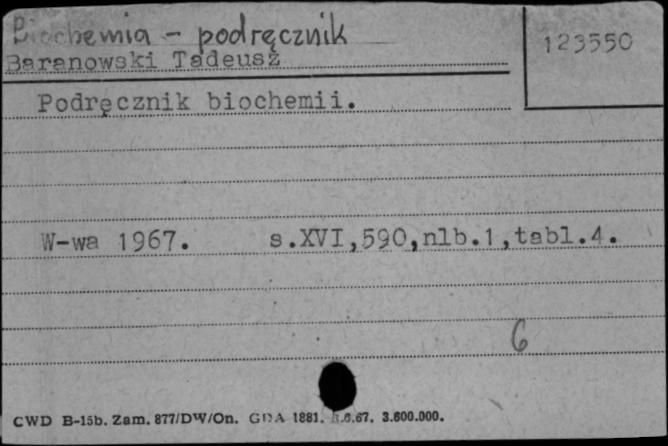 Biochemia - podręcznik
123550
Baranowski Tadeusz
Podręcznik biochemii.
W-wa 1967. s.XVI,590,nlb.1,tabl.4.
6
CWD B-15b. Zam. 877/DW/On. GDA 1881. 3.600.000.